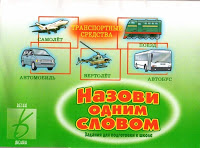 ТРАНСПОРТНЫЕ СРЕДСТВА
САМОЛЁТ
ПОЕЗД
АВТОМОБИЛЬ
ВЕРТОЛЁТ
АВТОБУС
Назови
одним
словом
Задания для подготовки к школе